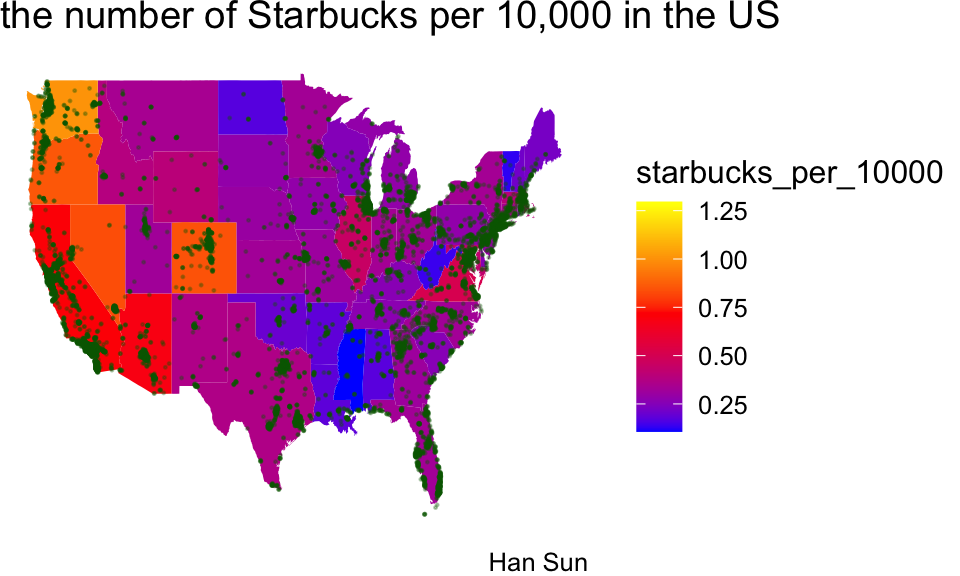 the number of Starbucks per 10,000 in the US
starbucks_per_10000
1.25
1.00
0.75
0.50
0.25
Han Sun